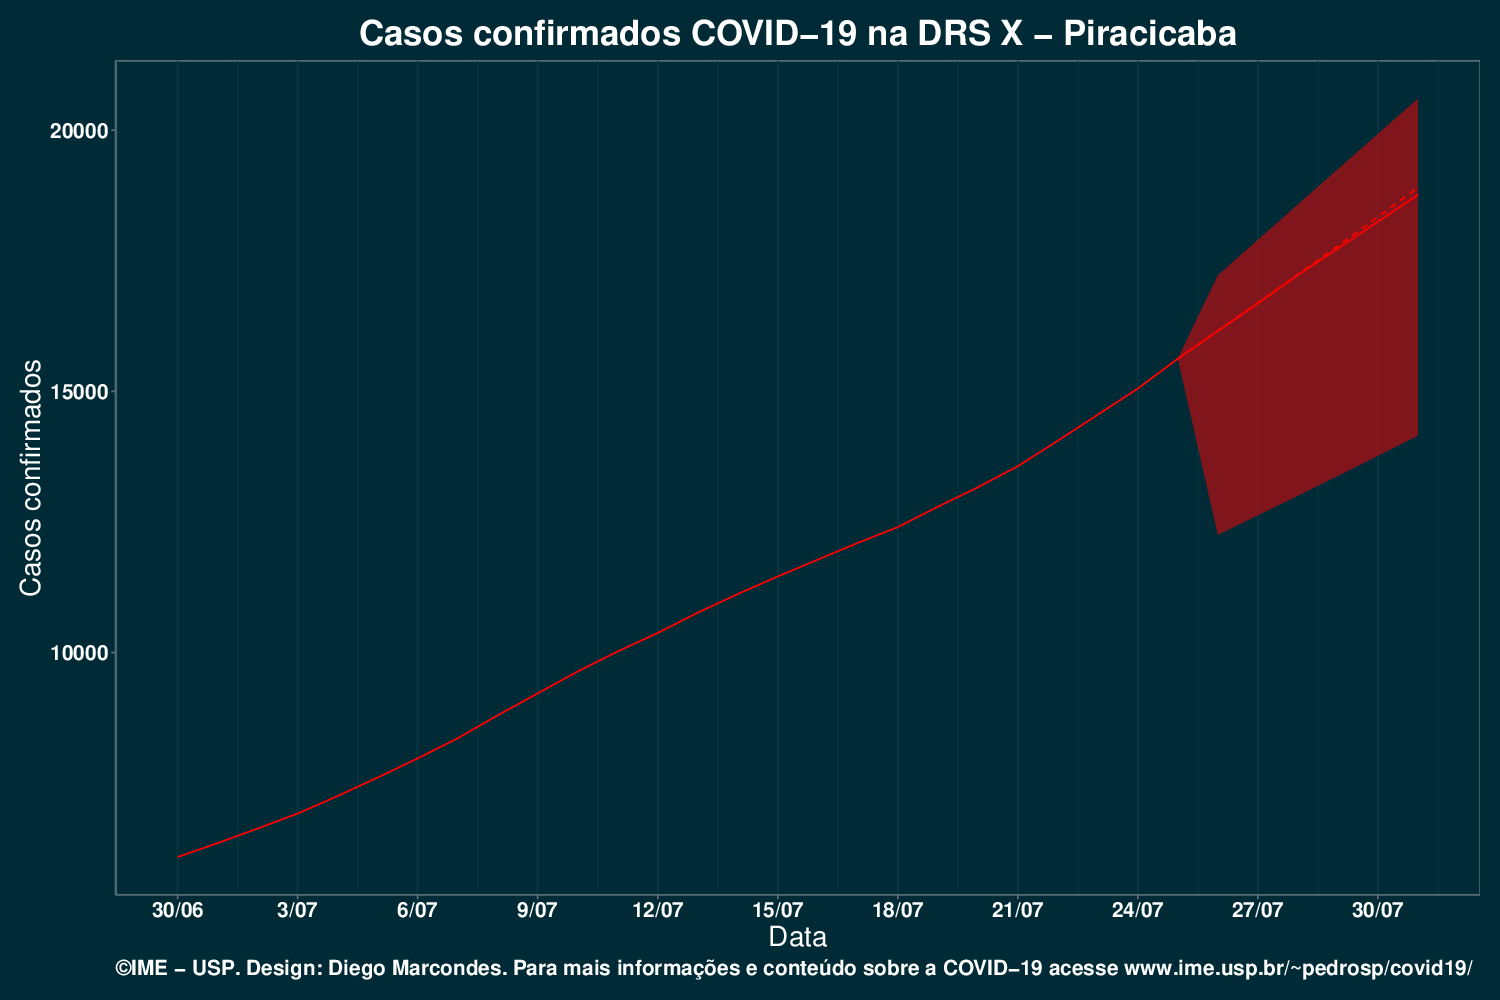 Casos confirmados COVID−19 na DRS X − Piracicaba
20000
15000
10000
Casos confirmados
30/06 3/07 6/07 9/07 12/07 15/07 18/07 21/07 24/07 27/07 30/07
Data
©IME − USP. Design: Diego Marcondes. Para mais informações e conteúdo sobre a COVID−19 acesse www.ime.usp.br/~pedrosp/covid19/